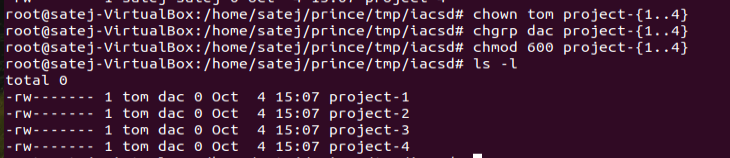 root@satej-VirtualBox:/home/satej/prince/tmp/iacsd# chown tom project-{1..4}
root@satej-VirtualBox:/home/satej/prince/tmp/iacsd# chgrp dac project-{1..4}
root@satej-VirtualBox:/home/satej/prince/tmp/iacsd# chmod 600 project-{1..4}
root@satej-VirtualBox:/home/satej/prince/tmp/iacsd# ls -l
total 0
-rw------- 1 tom dac 0 Oct  4 15:07 project-1
-rw------- 1 tom dac 0 Oct  4 15:07 project-2
-rw------- 1 tom dac 0 Oct  4 15:07 project-3
-rw------- 1 tom dac 0 Oct  4 15:07 project-4